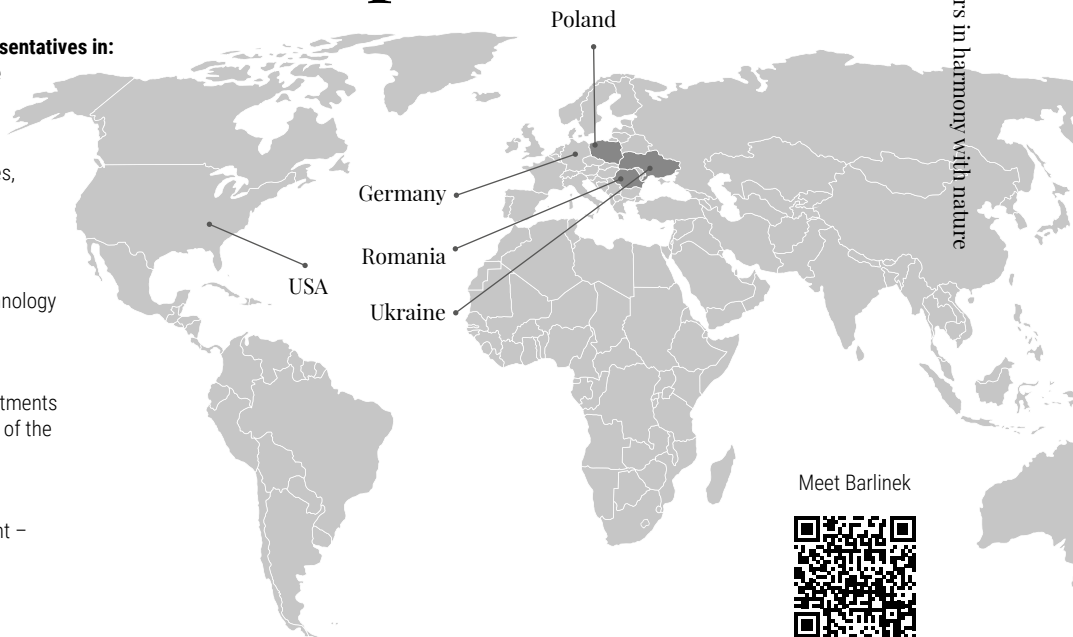 Poland
sentatives in:
es,
nology
tments
of the
nt –
Germany
Romania
Ukraine
USA
rs in harmony with nature
Meet Barlinek